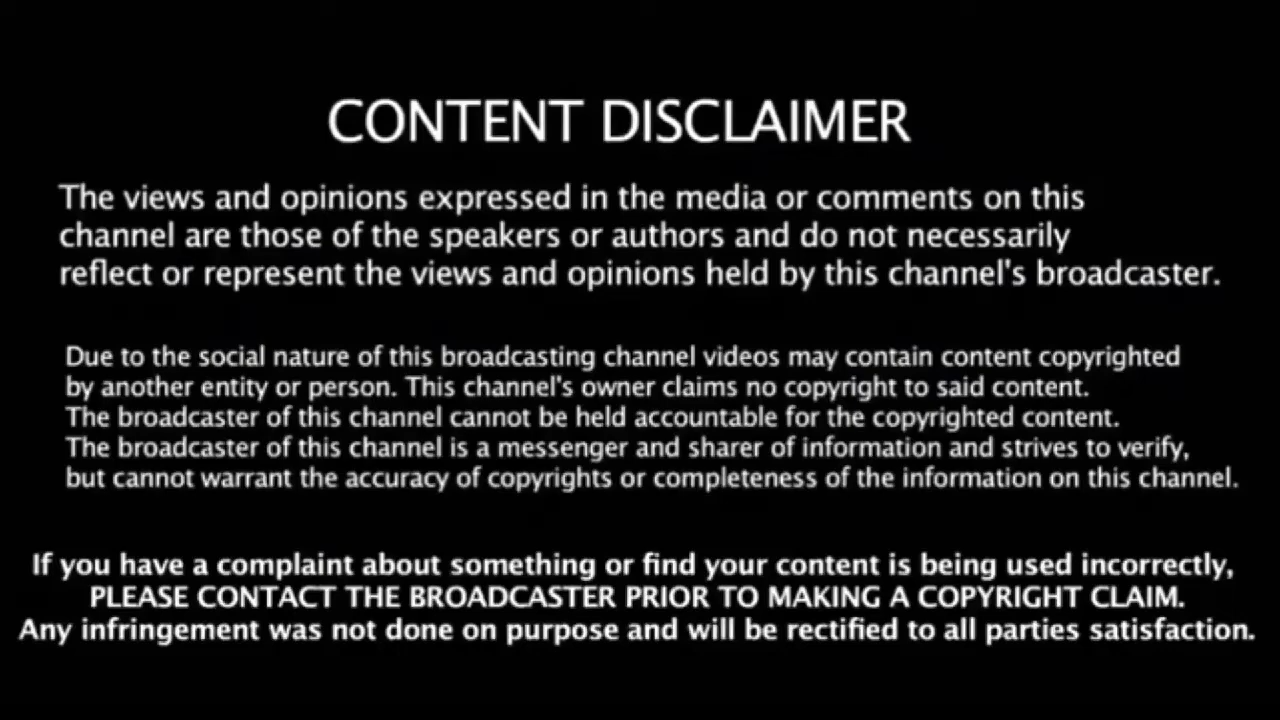 CONTENT DISCLAIMER
The views and opinions expressed in the media or comments on this
channel are those of the speakers or authors and do not necessarily
reflect or represent the views and opinions held by this channel's broadcaster.
Due to the social nature of this broadcasting channel videos may contain content copyrighted
by another entity or person. This channel's owner claims no copyright to said content.
The broadcaster of this channel cannot be held accountable for the copyrighted content.
The broadcaster of this channel is a messenger and sharer of information and strives to verify,
but cannot warrant the accuracy of copyrights or completeness of the information on this channel.
If you have a complaint about something or find your content is being used incorrectly,
PLEASE CONTACT THE BROADCASTER PRIOR TO MAKING A COPYRIGHT CLAIM.
Any infringement was not done on purpose and will be rectified to all parties satisfaction.